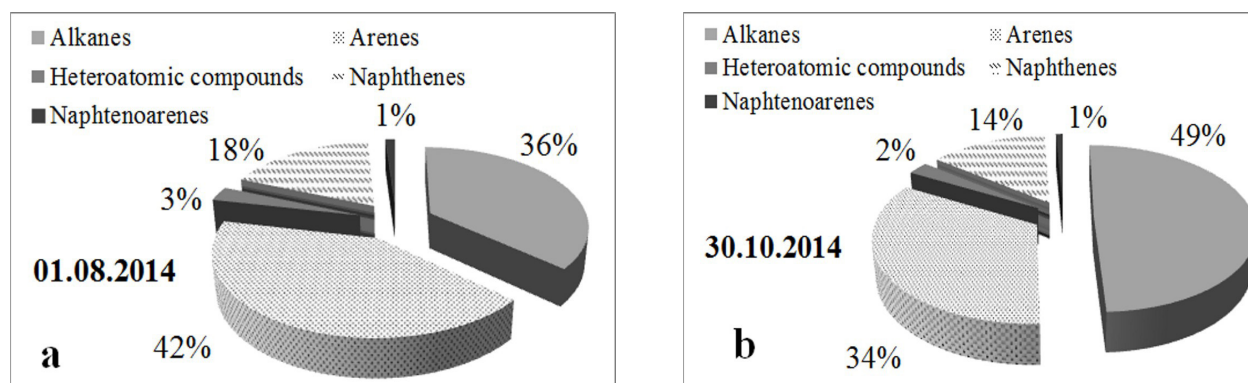 Alkanes Arenes
Heteroatomic compounds Naphthenes
Naphtenoarenes
1%
36%
18%
3%
01.08.2014
42%
a
Alkanes Arenes
Heteroatomic compounds Naphthenes
Naphtenoarenes
14%
1%
49%
2%
30.10.2014
34%
b